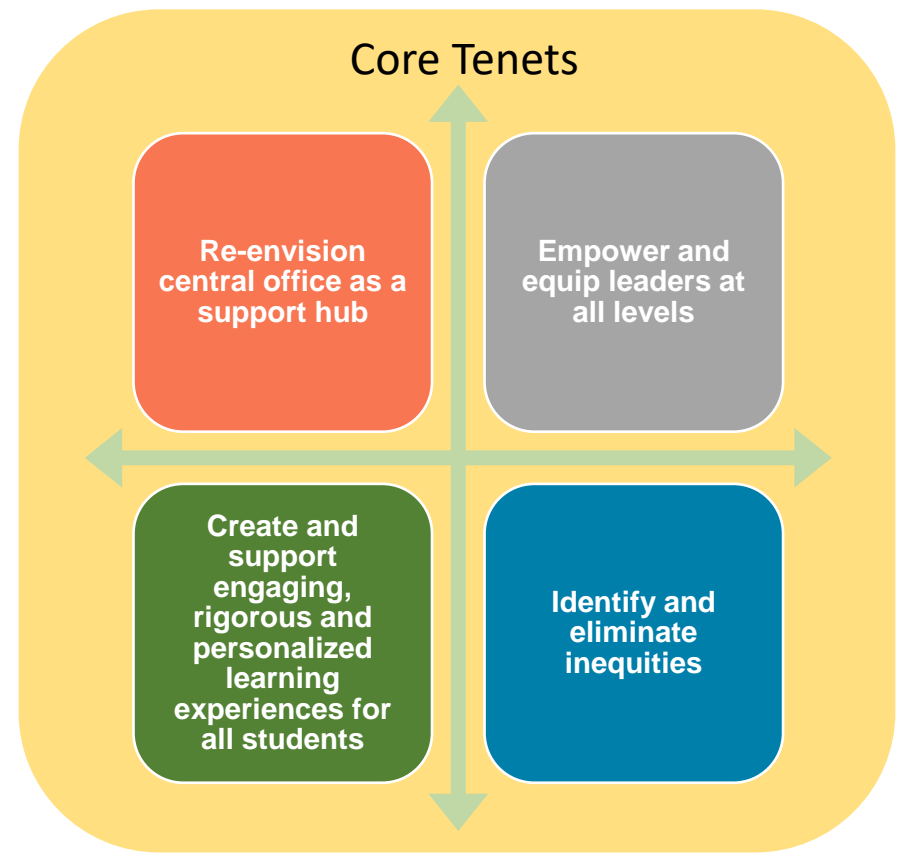 Core Tenets
Re-envision
central office as a
support hub
Empower and
equip leaders at
all levels
Create and
support
engaging,
rigorous and
personalized
learning
experiences for
all students
Identify and
eliminate
inequities